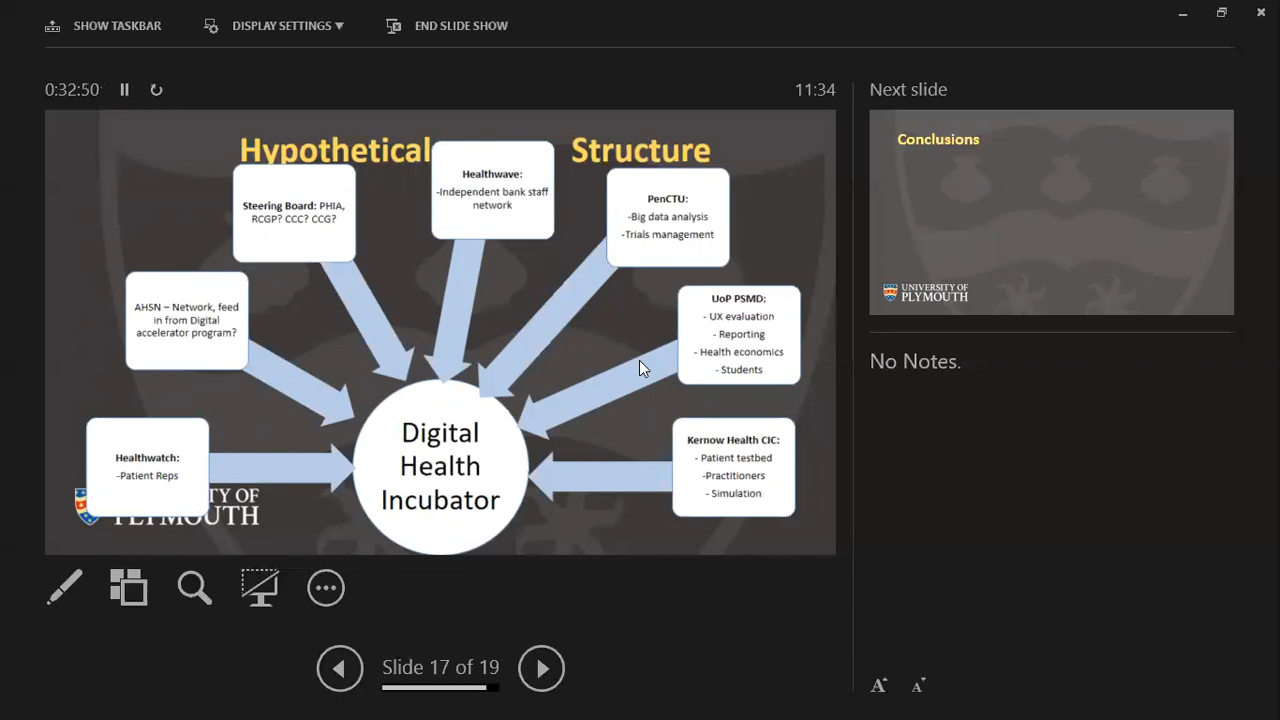 SHOW TASKBAR
DISPLAY SETTINGS
END SLIDE SHOW
0:32:50
11:34
Next slide
Hypothetical Structure
Steering Board: PHIA,
RCGP? CCC? CCG?
Healthwave:
-Independent bank staff
network
PenCTU:
-Big data analysis
-Trials management
AHSN – Network, feed
in from Digital
accelerator program?
UoP PSMD:
- UX evaluation
- Reporting
- Health economics
- Students
Healthwatch:
-Patient Reps
Kernow Health CIC:
- Patient testbed
-Practitioners
- Simulation
Digital
Health
Incubator
PLYMOUTH
Conclusions
UNIVERSITY OF
PLYMOUTH
No Notes.
Slide 17 of 19
A A